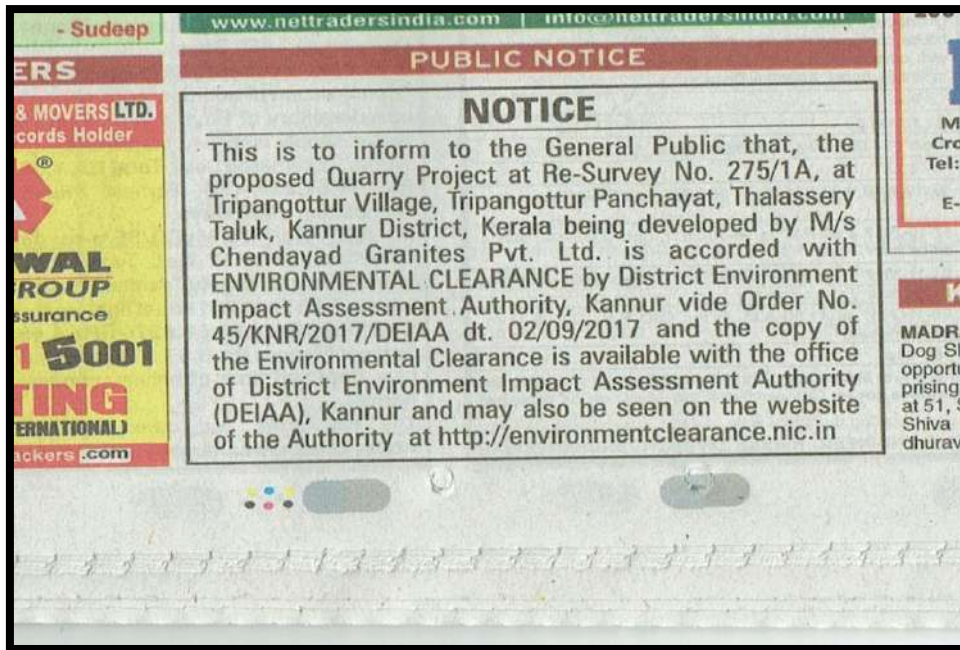 - Sudeep
ERS
& MOVERS LTD.
cords Holder
®
WAL
ROUP
ssurance
1 5001
TING
ERNATIONAL)
ackers.com
www.nettradersindia.com | info@nettradersindia.com
PUBLIC NOTICE
NOTICE
This is to inform to the General Public that, the
proposed Quarry Project at Re-Survey No. 275/1A, at
Tripangottur Village, Tripangottur Panchayat, Thalassery
Taluk, Kannur District, Kerala being developed by M/s
Chendayad Granites Pvt. Ltd. is accorded with
ENVIRONMENTAL CLEARANCE by District Environment
Impact Assessment Authority, Kannur vide Order No.
45/KNR/2017/DEIAA dt. 02/09/2017 and the copy of
the Environmental Clearance is available with the office
of District Environment Impact Assessment Authority
(DEIAA), Kannur and may also be seen on the website
of the Authority at http://environmentclearance.nic.in
M
Cro
Tel:
E-
K
MADR
Dog S
opportu
prising
at 51, S
Shiva
dhurav